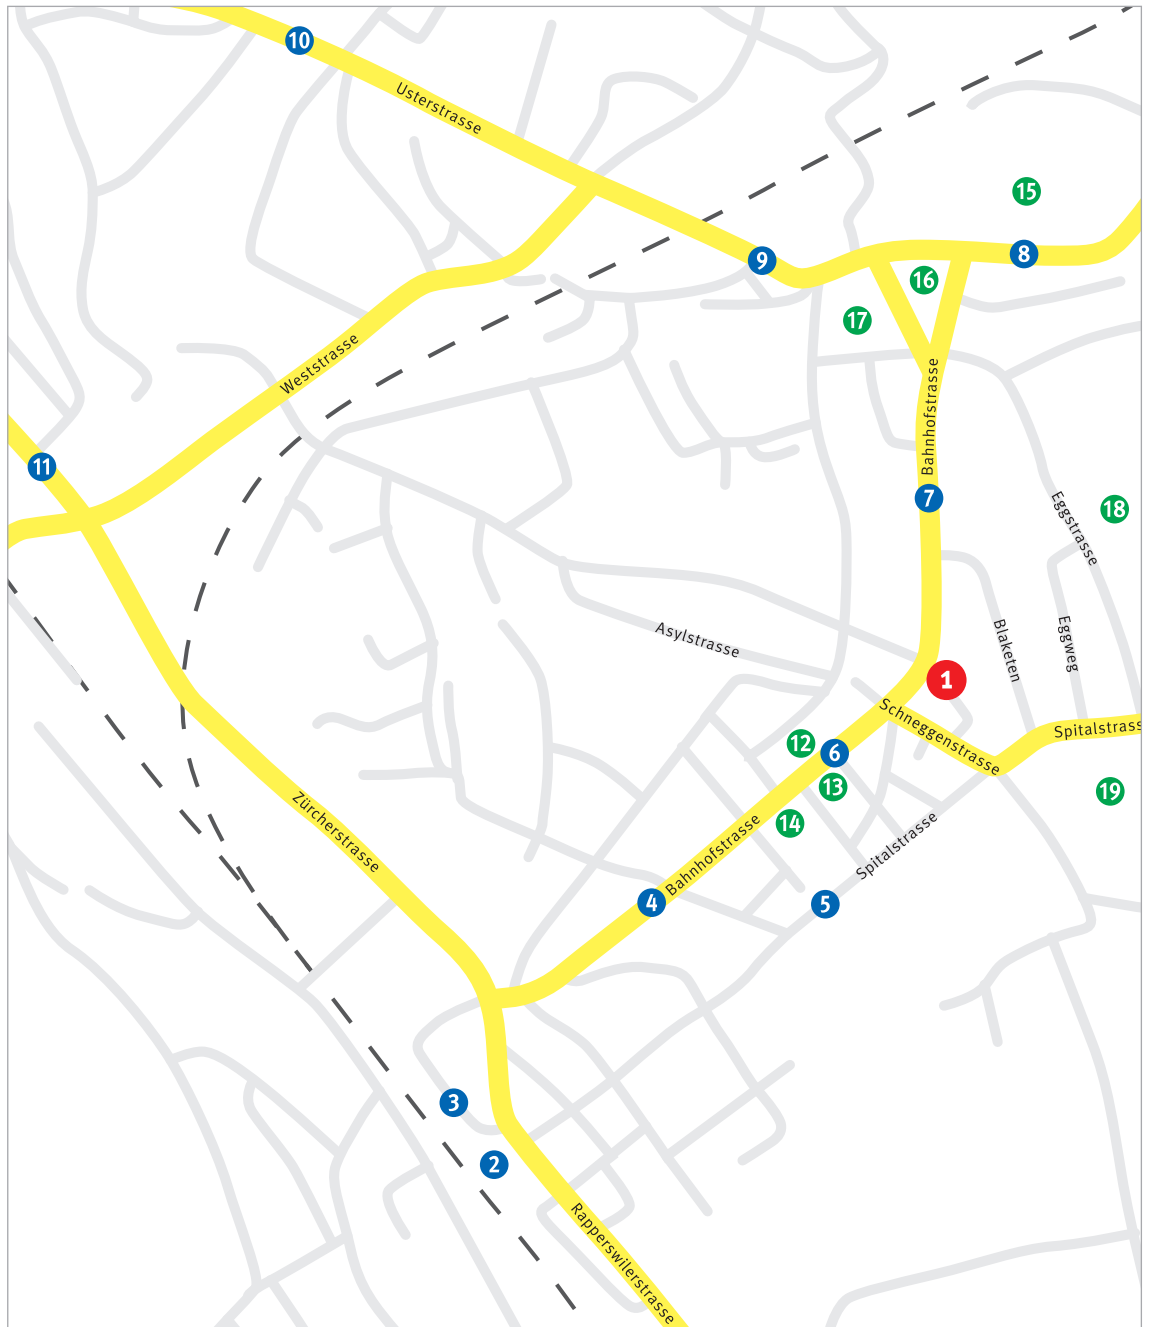 10
Usterstrasse
15
9
8
16
17
Weststrasse
Bahnhofstrasse
11
7
18
Eggstrasse
Asylstrasse
Blaketen
Eggweg
1
Schneggenstrasse
Spitalstrass
12
6
13
19
14
Zürcherstrasse
Bahnhofstrasse
Spitalstrasse
4
5
3
2
Rapperswilerstrasse